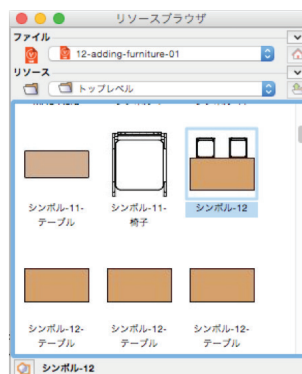 リソースブラウザ
ファイル
12-adding-furniture-01
リソース
トップレベル
シンボル-11-
テーブル
シンボル-11-
椅子
シンボル-12
シンボル-12-
テーブル
シンボル-12-
テーブル
シンボル-12-
テーブル
シンボル-12